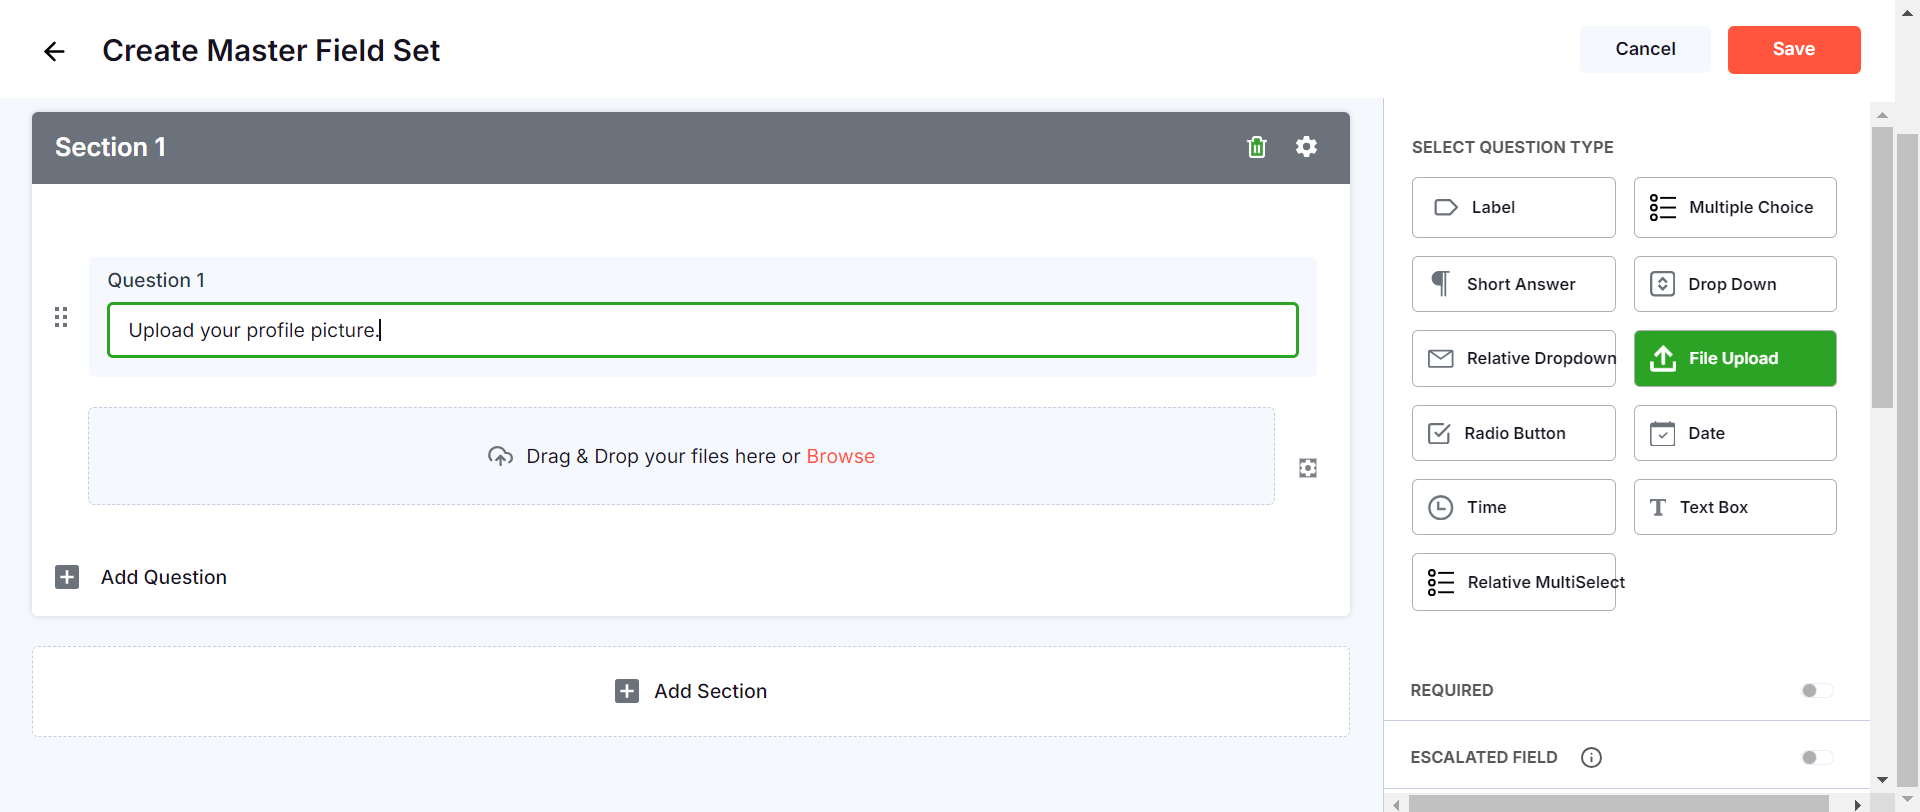 Create Master Field Set
Cancel
Save
Section 1
Question 1
Upload your profile picture.
Drag & Drop your files here or Browse
Add Question
Add Section
SELECT QUESTION TYPE
Label
Multiple Choice
Short Answer
Drop Down
Relative Dropdown
File Upload
Radio Button
Date
Time
Text Box
Relative MultiSelect
REQUIRED
ESCALATED FIELD